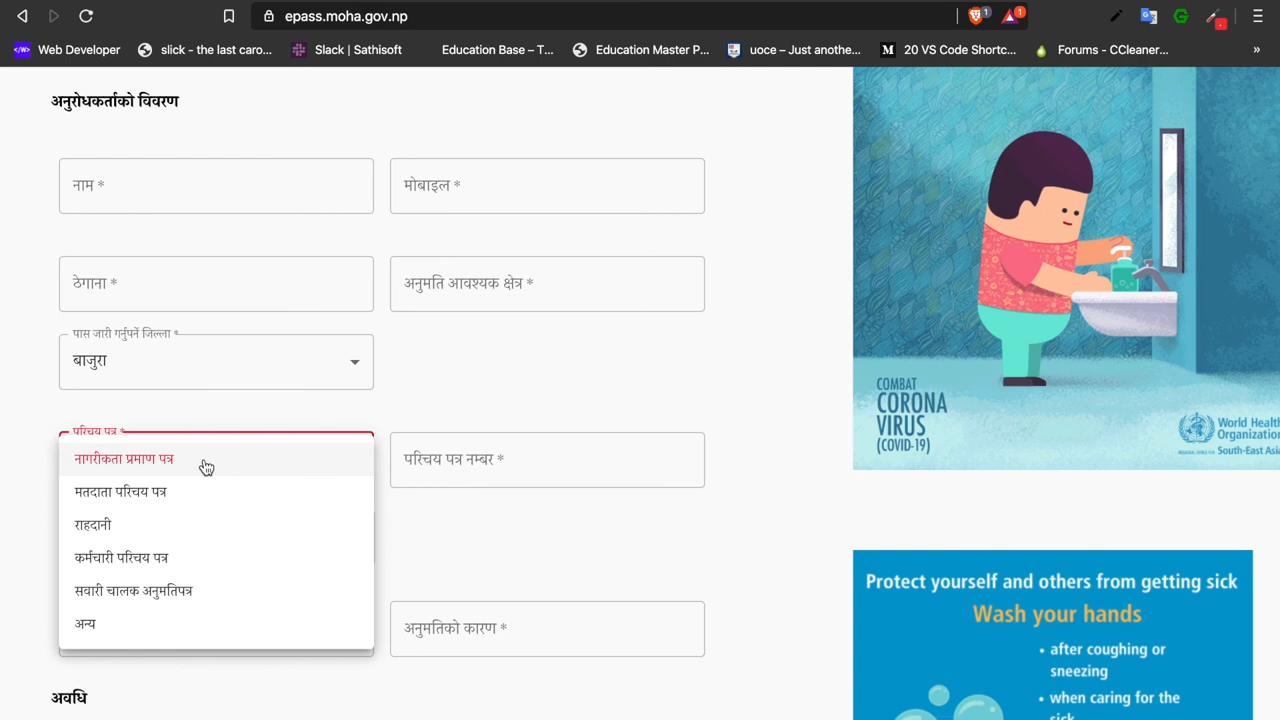 epass.moha.gov.np
1
1
Web Developer
slick - the last caro...
Slack | Sathisoft
Education Base – T...
Education Master P...
uoce – Just anothe...
20 VS Code Shortc...
Forums - CCleaner...
»
अनुरोधकर्ताको विवरण
नाम *
मोबाइल *
ठेगाना *
अनुमति आवश्यक क्षेत्र *
पास जारी गर्नुपर्ने जिल्ला *
बाजुरा
परिचय पत्र *
नागरीकता प्रमाण पत्र
परिचय पत्र नम्बर *
मतदाता परिचय पत्र
राहदानी
कर्मचारी परिचय पत्र
सवारी चालक अनुमतिपत्र
अन्य
अनुमतिको कारण *
अवधि
COMBAT
CORONA
VIRUS
(COVID-19)
World Health
Organization
South-East Asia
Protect yourself and others from getting sick
Wash your hands
• after coughing or
sneezing
• when caring for the
sick